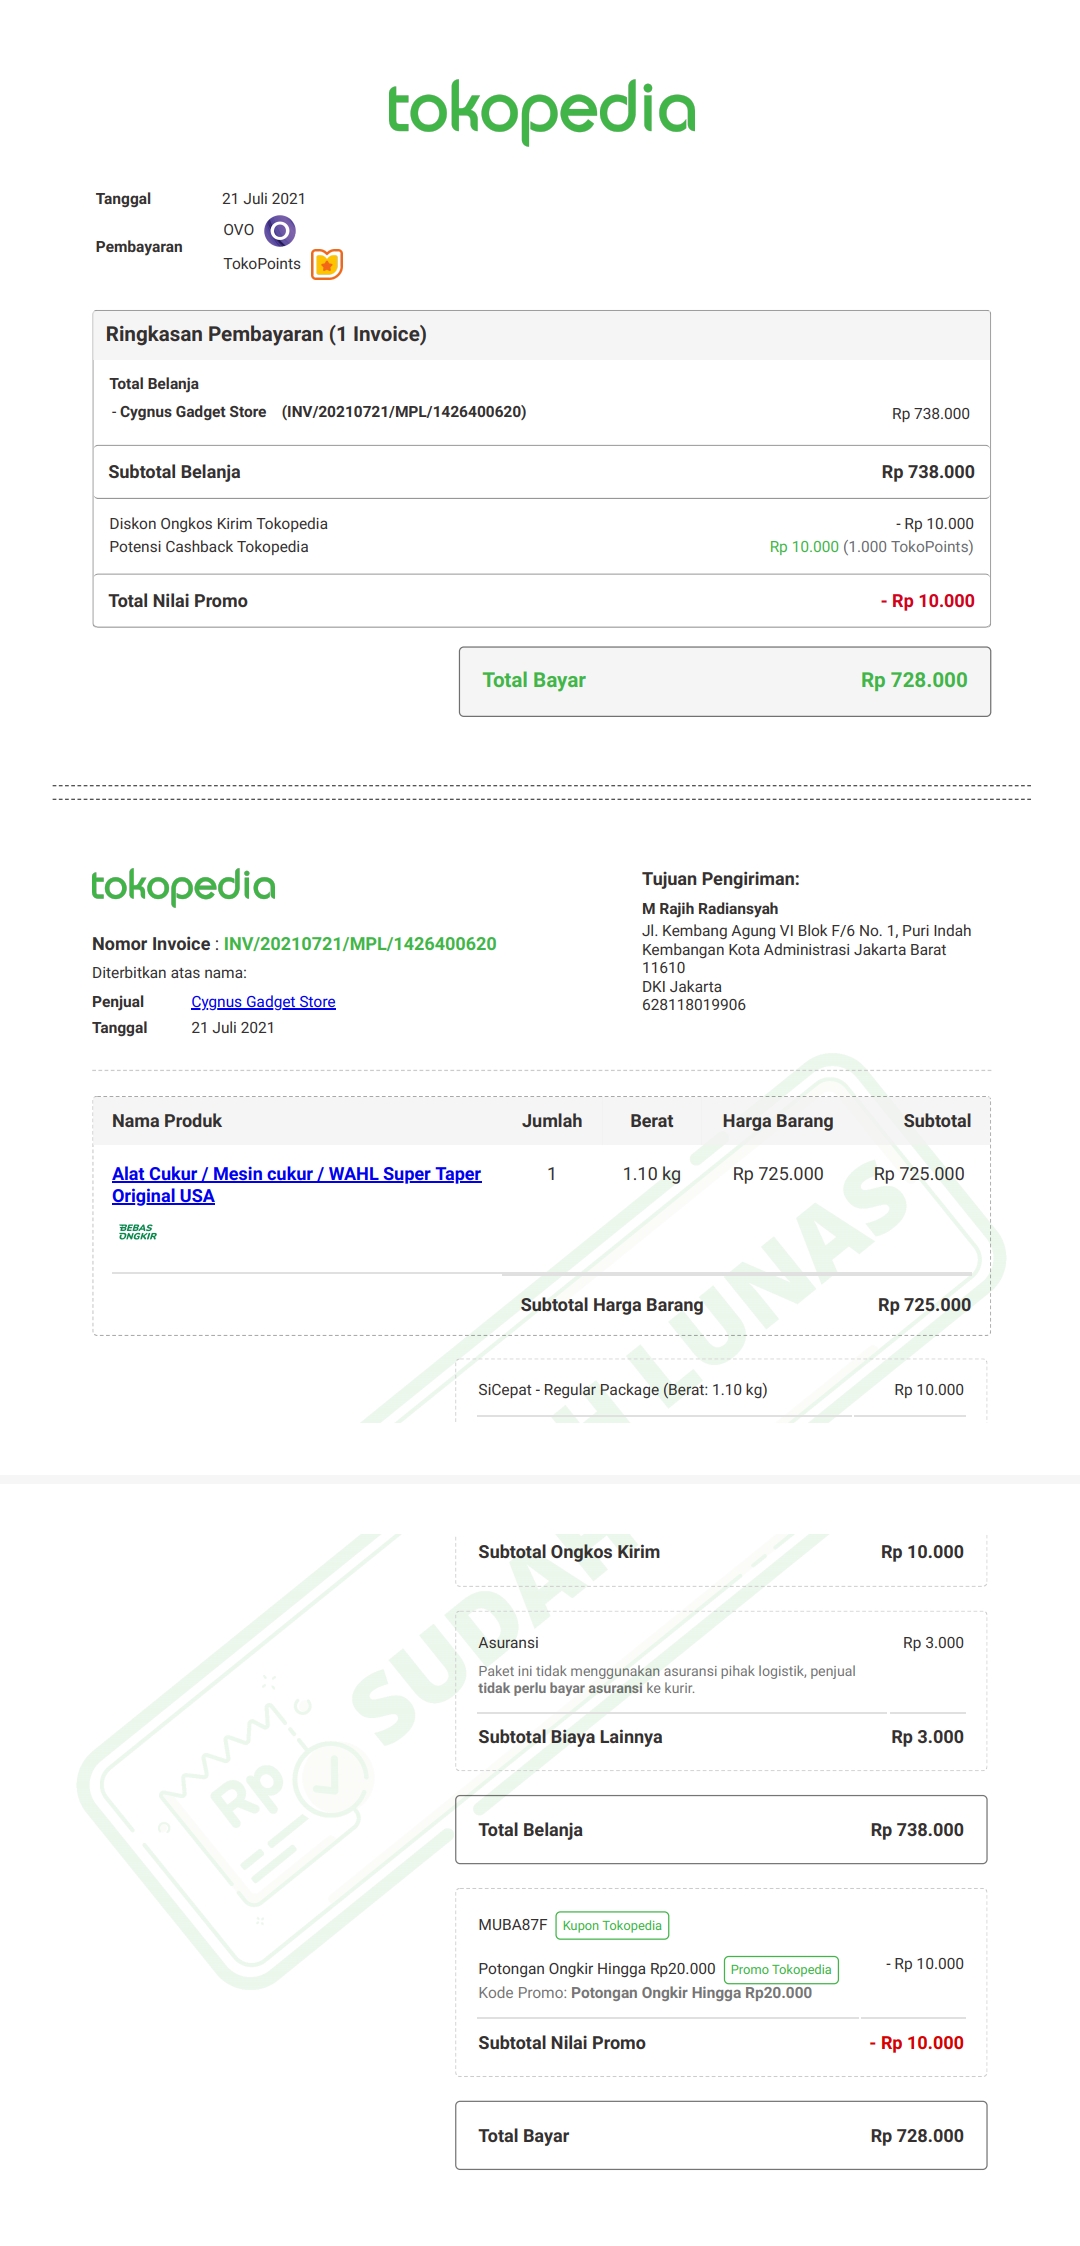 tokopedia
Tanggal 21 Juli 2021
Pembayaran OVO
TokoPoints
Ringkasan Pembayaran (1 Invoice)
Total Belanja
- Cygnus Gadget Store (INV/20210721/MPL/1426400620) Rp 738.000
Subtotal Belanja Rp 738.000
Diskon Ongkos Kirim Tokopedia - Rp 10.000
Potensi Cashback Tokopedia Rp 10.000 (1.000 TokoPoints)
Total Nilai Promo - Rp 10.000
Total Bayar Rp 728.000
tokopedia
Nomor Invoice : INV/20210721/MPL/1426400620
Diterbitkan atas nama:
Penjual Cygnus Gadget Store
Tanggal 21 Juli 2021
Tujuan Pengiriman:
M Rajih Radiansyah
Jl. Kembang Agung VI Blok F/6 No. 1, Puri Indah
Kembangan Kota Administrasi Jakarta Barat
11610
DKI Jakarta
628118019906
Nama Produk Jumlah Berat Harga Barang Subtotal
Alat Cukur / Mesin cukur / WAHL Super Taper 1 1.10 kg Rp 725.000 Rp 725.000
Original USA
BEBAS
ONGKIR
Subtotal Harga Barang Rp 725.000
SiCepat - Regular Package (Berat: 1.10 kg) Rp 10.000
Subtotal Ongkos Kirim Rp 10.000
Asuransi Rp 3.000
Paket ini tidak menggunakan asuransi pihak logistik, penjual
tidak perlu bayar asuransi ke kurir.
Subtotal Biaya Lainnya Rp 3.000
Total Belanja Rp 738.000
MUBA87F Kupon Tokopedia
Potongan Ongkir Hingga Rp20.000 Promo Tokopedia - Rp 10.000
Kode Promo: Potongan Ongkir Hingga Rp20.000
Subtotal Nilai Promo - Rp 10.000
Total Bayar Rp 728.000
Rp SUDAH LUNAS